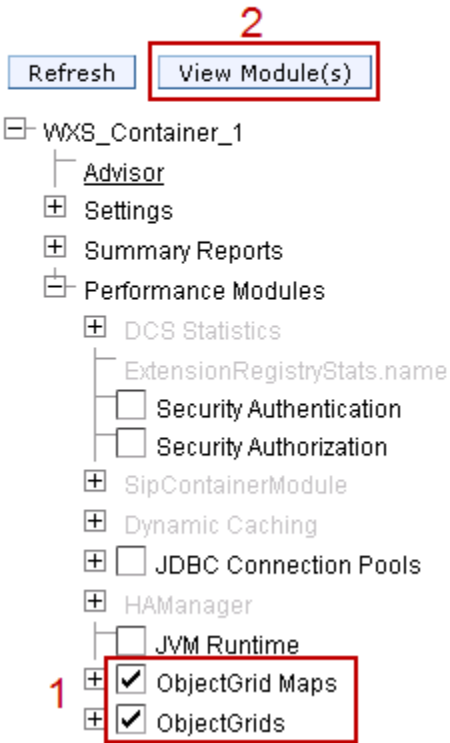 2
Refresh View Module(s)
WXS_Container_1
Advisor
Settings
Summary Reports
Performance Modules
DCS Statistics
ExtensionRegistryStats.name
Security Authentication
Security Authorization
SipContainerModule
Dynamic Caching
JDBC Connection Pools
HAManager
JVM Runtime
1 ObjectGrid Maps
ObjectGrids